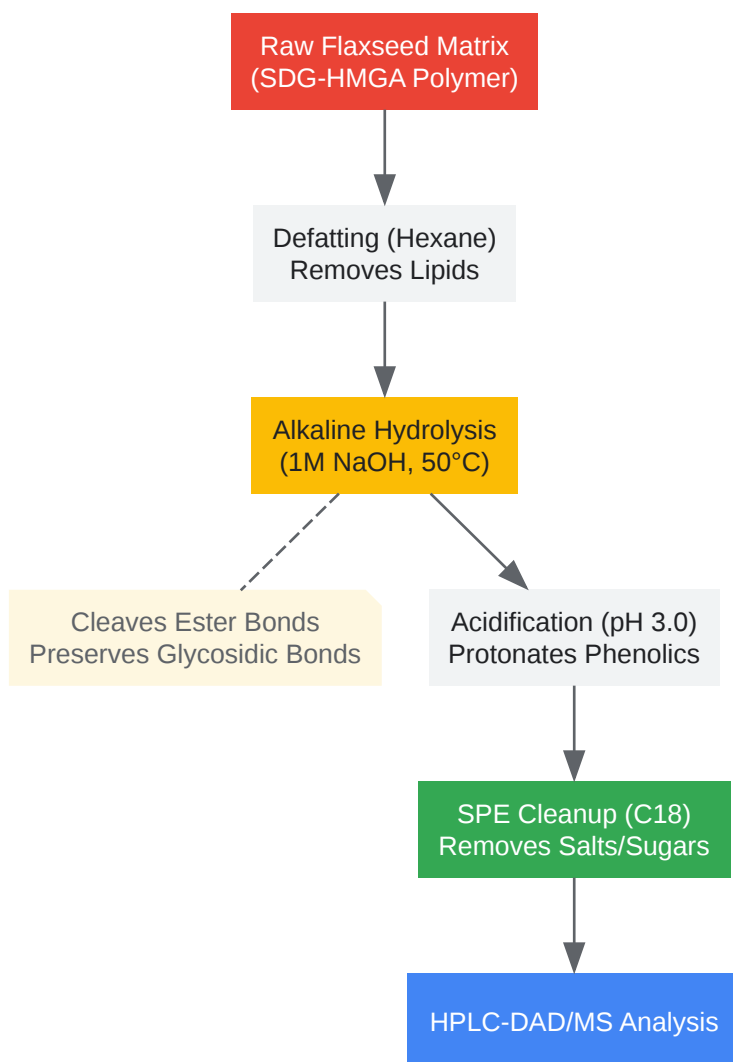 Raw Flaxseed Matrix
(SDG-HMGA Polymer)
Defatting (Hexane)
Removes Lipids
Alkaline Hydrolysis
(1M NaOH, 50°C)
Cleaves Ester Bonds
Preserves Glycosidic Bonds
Acidification (pH 3.0)
Protonates Phenolics
SPE Cleanup (C18)
Removes Salts/Sugars
HPLC-DAD/MS Analysis